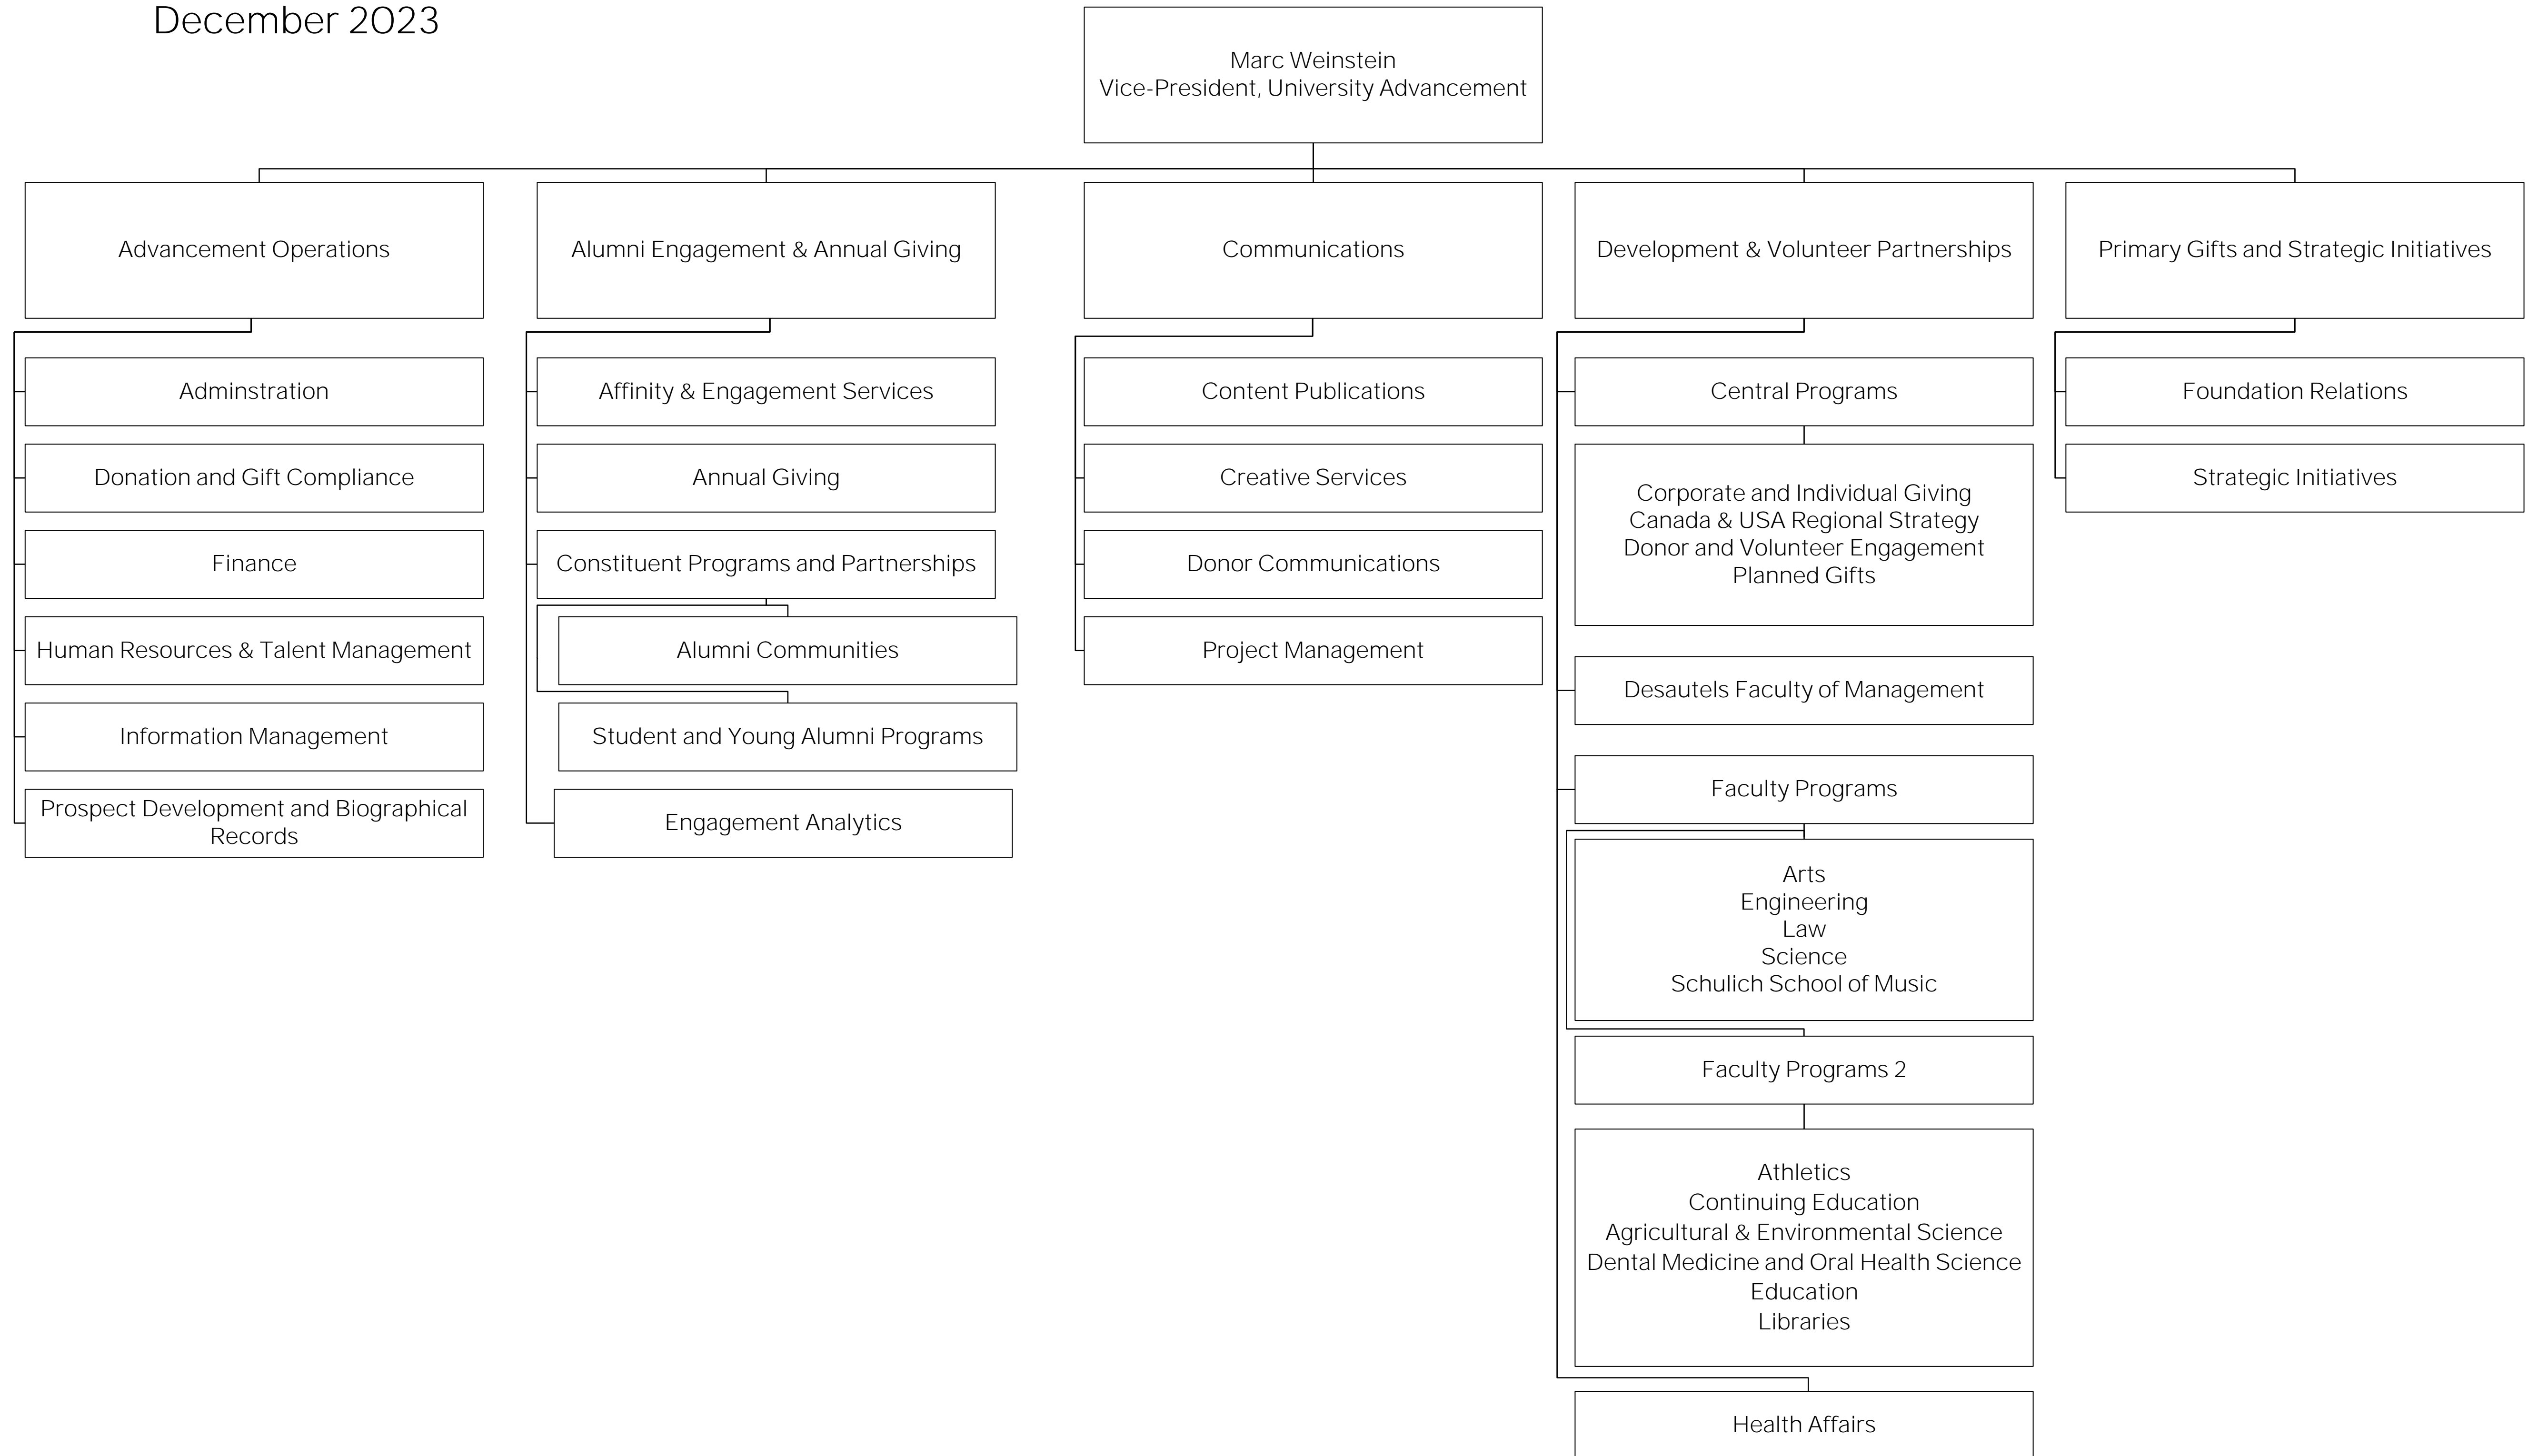 December 2023
Marc Weinstein
Vice-President, University Advancement
Advancement Operations
Adminstration
Donation and Gift Compliance
Finance
Human Resources & Talent Management
Information Management
Prospect Development and Biographical
Records
Alumni Engagement & Annual Giving
Affinity & Engagement Services
Annual Giving
Constituent Programs and Partnerships
Alumni Communities
Student and Young Alumni Programs
Engagement Analytics
Communications
Content Publications
Creative Services
Donor Communications
Project Management
Development & Volunteer Partnerships
Central Programs
Corporate and Individual Giving
Canada & USA Regional Strategy
Donor and Volunteer Engagement
Planned Gifts
Desautels Faculty of Management
Faculty Programs
Arts
Engineering
Law
Science
Schulich School of Music
Faculty Programs 2
Athletics
Continuing Education
Agricultural & Environmental Science
Dental Medicine and Oral Health Science
Education
Libraries
Health Affairs
Primary Gifts and Strategic Initiatives
Foundation Relations
Strategic Initiatives